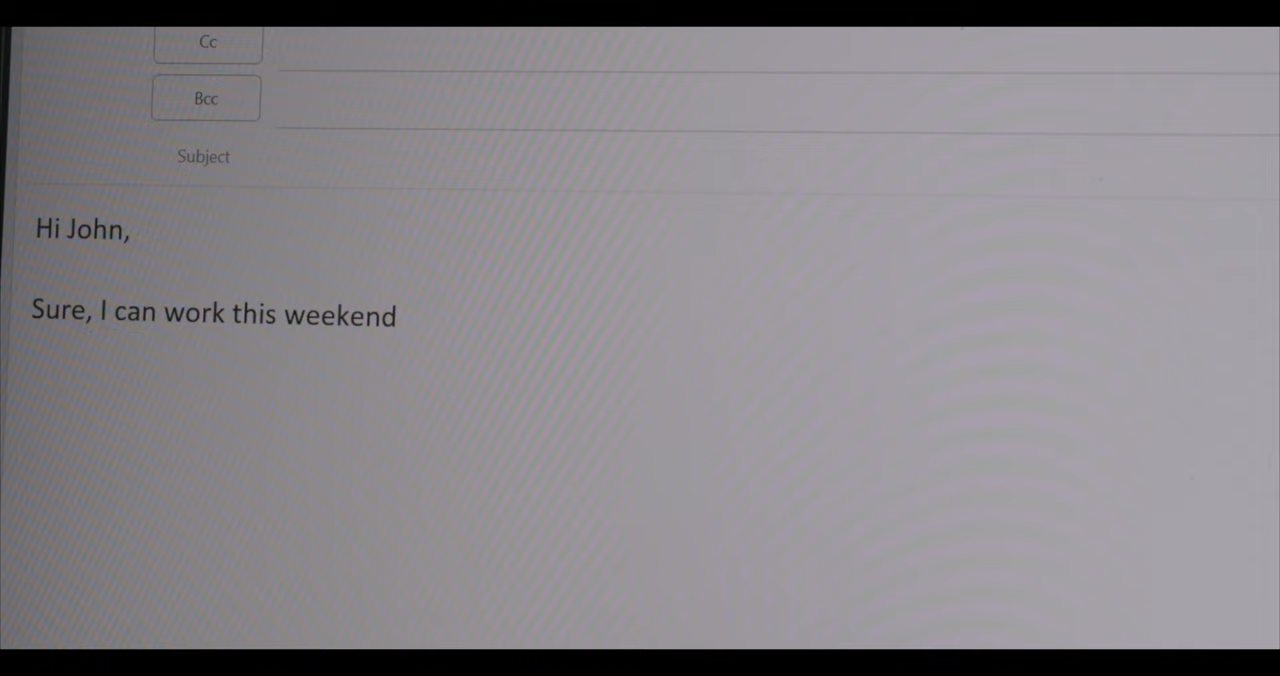 Cc
Bcc
Subject
Hi John,
Sure, I can work this weekend